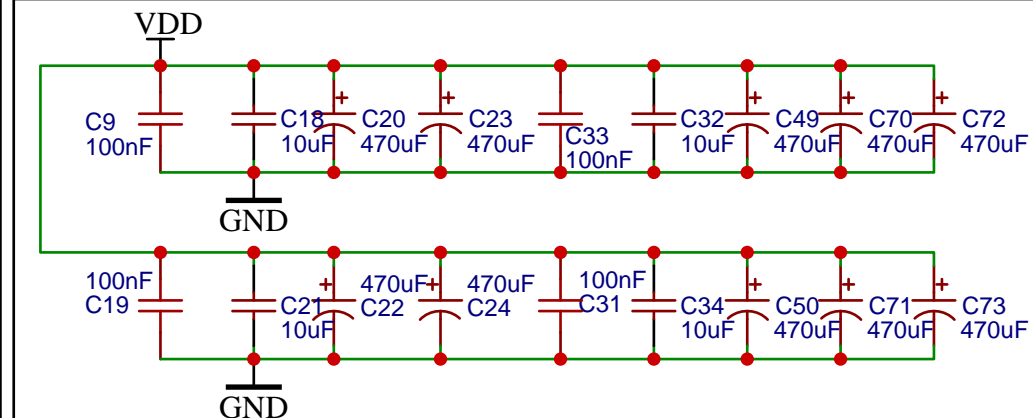 VDD
C9
100nF
C18
10uF
C20
470uF
C23
470uF
C33
100nF
C32
10uF
C49
470uF
C70
470uF
C72
470uF
GND
100nF
C19
C21
10uF
470uF
C22
470uF
C24
100nF
C31
C34
10uF
C50
470uF
C71
470uF
C73
470uF
GND